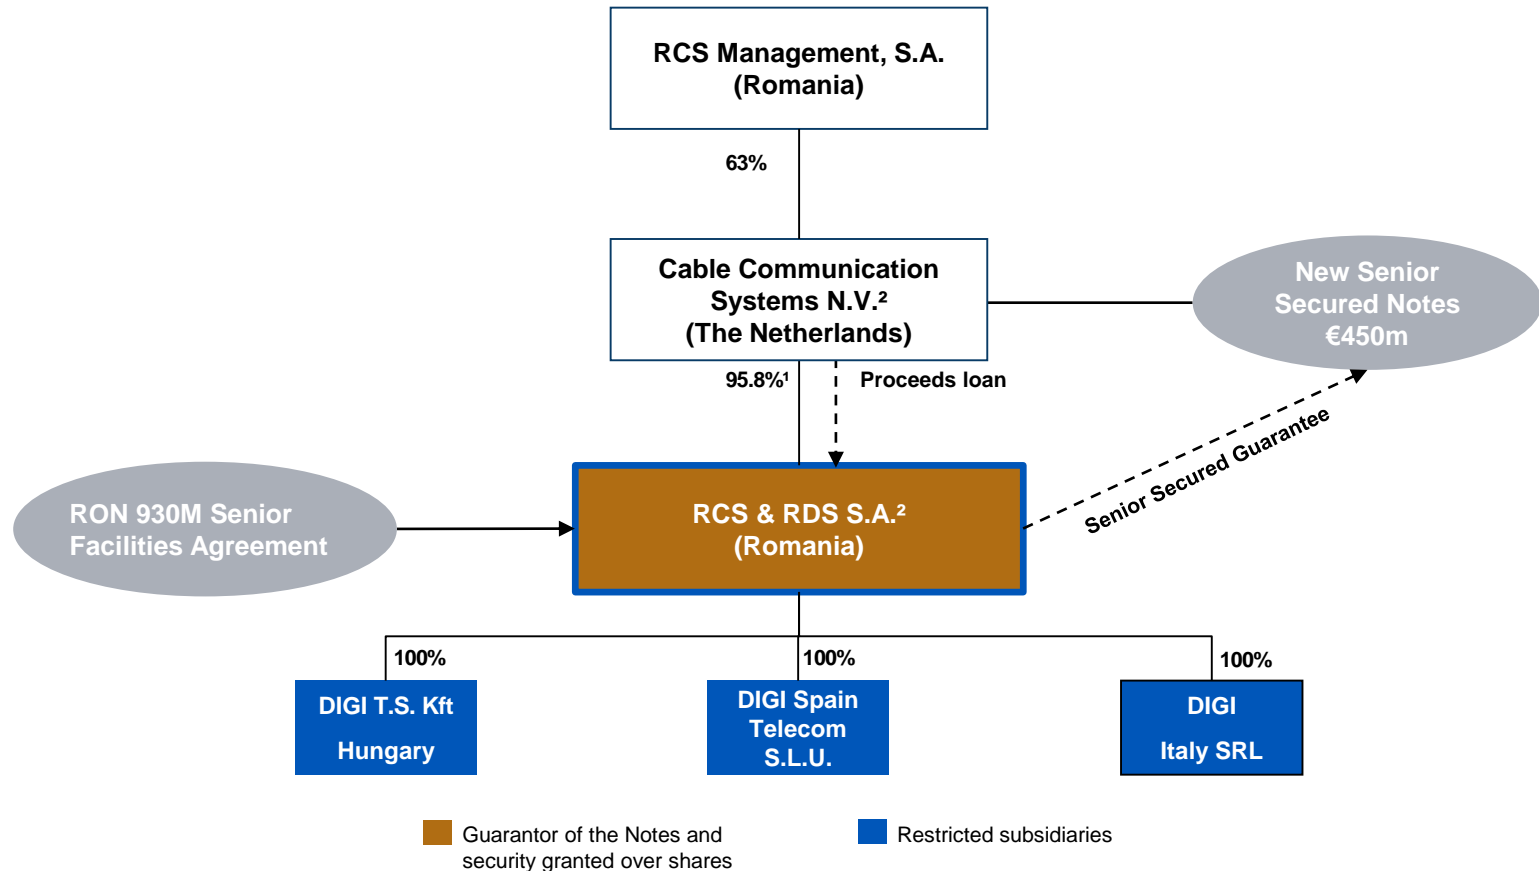 RCS Management, S.A.
(Romania)
63%
Cable Communication
Systems N.V.²
(The Netherlands)
New Senior
Secured Notes
€450m
95.8%¹
Proceeds loan
Senior Secured Guarantee
RON 930M Senior
Facilities Agreement
RCS & RDS S.A.²
(Romania)
100%
100%
100%
DIGI T.S. Kft
Hungary
DIGI Spain
Telecom
S.L.U.
DIGI
Italy SRL
Guarantor of the Notes and
security granted over shares
Restricted subsidiaries